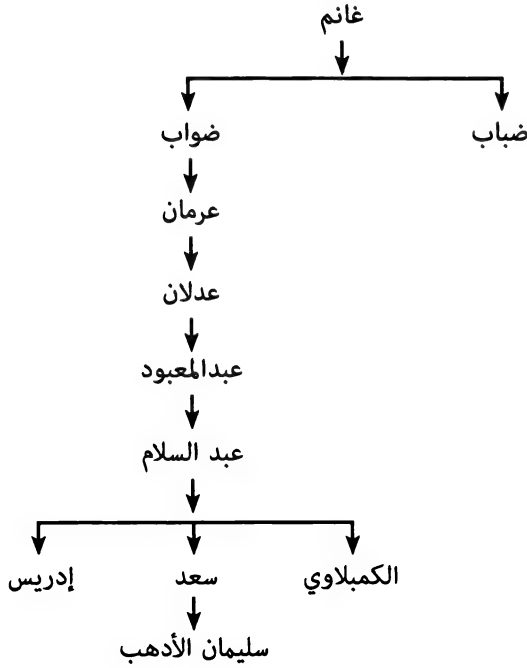 غانم
ضباب
ضواب
عرمان
عدلان
عبدالمعبود
عبد السلام
الكمبلاوي
سعد
إدريس
سليمان الأدهب